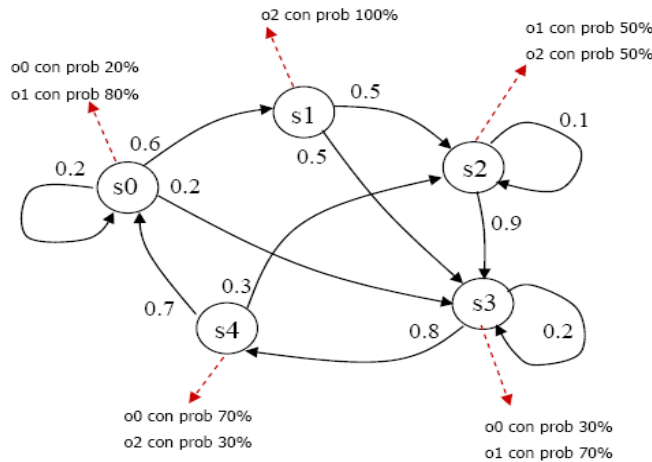 o2 con prob 100%
o1 con prob 50%
o2 con prob 50%
o0 con prob 20%
o1 con prob 80%
s1
0.5
0.1
0.6
0.5
s2
0.2
s0
0.2
0.9
0.3
s3
0.7
s4
0.8
0.2
o0 con prob 70%
o2 con prob 30%
o0 con prob 30%
o1 con prob 70%